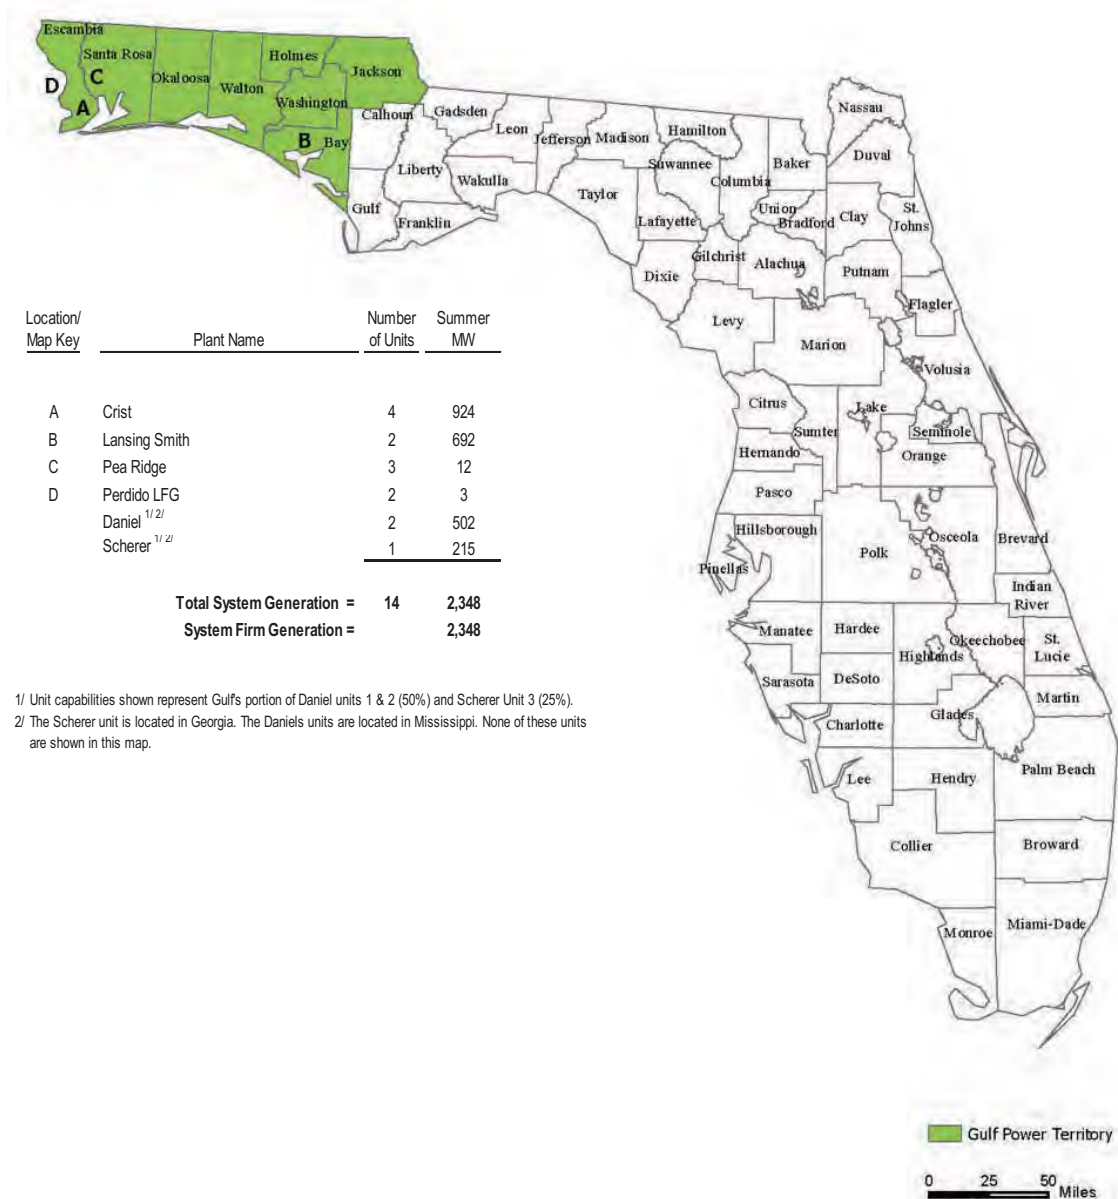 Escambia
Santa Rosa
Holmes
Jackson
D
C
Okaloosa
Walton
A
Washington
Calhoun
Gadsden
Nassau
B
Bay
Leon
Jefferson
Madison
Hamilton
Duval
Liberty
Wakulla
Suwannee
Baker
Columbia
Taylor
Gulf
Franklin
Lafayette
Union
Bradford
Clay
St.
Johns
Gilchrist
Alachua
Dixie
Putnam
Flagler
Levy
Marion
Volusia
Citrus
Lake
Sumter
Seminole
Hernando
Orange
Pasco
Hillsborough
Polk
Osceola
Brevard
Pinellas
Indian
River
Manatee
Hardee
Highlands
Okeechobee
St.
Lucie
Sarasota
DeSoto
Martin
Charlotte
Glades
Lee
Hendry
Palm Beach
Collier
Broward
Monroe
Miami-Dade
Location/ Number Summer
Map Key Plant Name of Units MW
A Crist 4 924
B Lansing Smith 2 692
C Pea Ridge 3 12
D Perdido LFG 2 3
Daniel 1/ 2/ 2 502
Scherer 1/ 2/ 1 215
Total System Generation = 14 2,348
System Firm Generation = 2,348
1/ Unit capabilities shown represent Gulf's portion of Daniel units 1 & 2 (50%) and Scherer Unit 3 (25%).
2/ The Scherer unit is located in Georgia. The Daniels units are located in Mississippi. None of these units
are shown in this map.
Gulf Power Territory
0 25 50
Miles